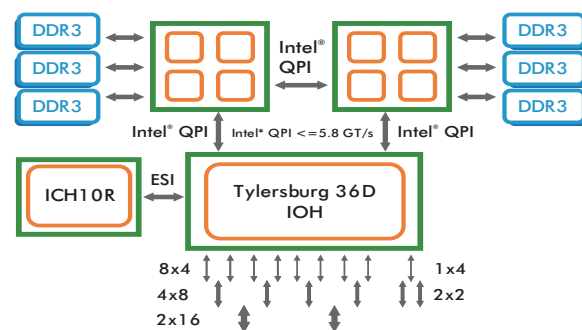 DDR3
DDR3
DDR3
Intel®
QPI
DDR3
DDR3
DDR3
Intel® QPI
Intel® QPI <=5.8 GT/s
Intel® QPI
ICH10R
ESI
Tylersburg 36D
IOH
8x4
1x4
4x8
2x2
2x16